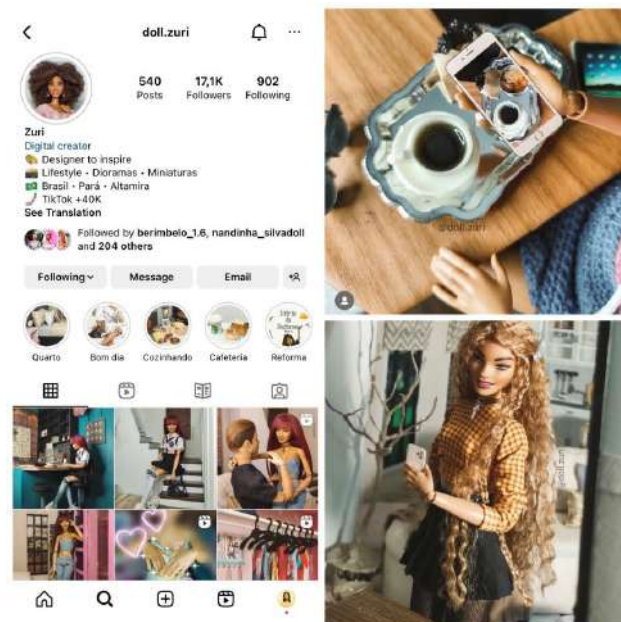 doll.zuri
540 17,1K 902
Posts Followers Following
Zuri
Digital creator
Designer to inspire
Lifestyle • Dioramas • Miniaturas
Brasil • Pará • Altamira
TikTok +40K
See Translation
Followed by berimbelo_1.6, nandinha_silvadoll
and 204 others
Following Message Email
Quarto Bom dia Cozinhando Cafeteria Reforma
@doll.zuri
@doll.zuri